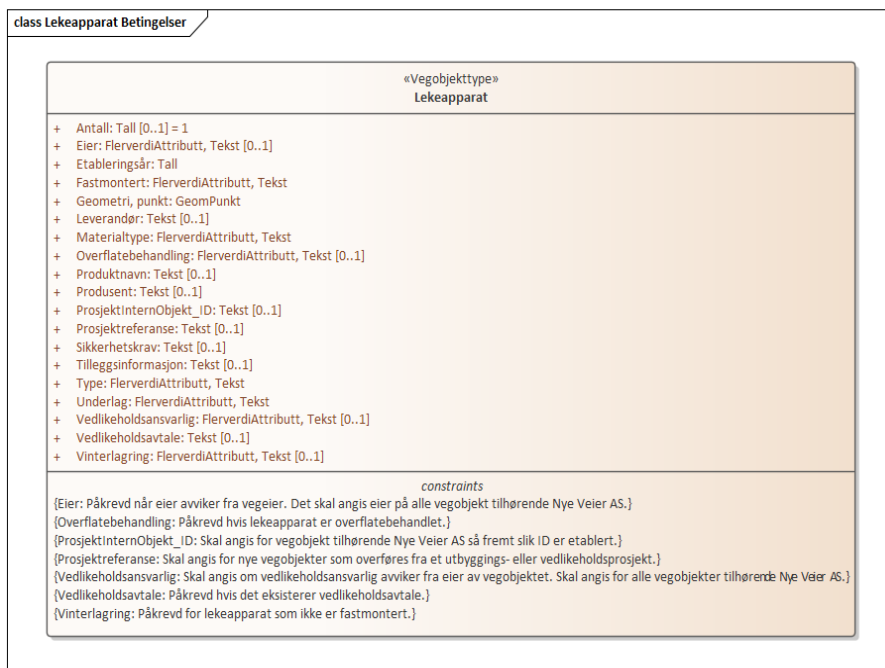 class Lekeapparat Betingelser
«Vegobjekttype»
Lekeapparat
+ Antall: Tall [0..1] = 1
+ Eier: FlerverdiAttributt, Tekst [0..1]
+ Etableringsår: Tall
+ Fastmontert: FlerverdiAttributt, Tekst
+ Geometri, punkt: GeomPunkt
+ Leverandør: Tekst [0..1]
+ Materialtype: FlerverdiAttributt, Tekst
+ Overflatebehandling: FlerverdiAttributt, Tekst [0..1]
+ Produktnavn: Tekst [0..1]
+ Produsent: Tekst [0..1]
+ ProsjektInternObjekt_ID: Tekst [0..1]
+ Prosjektreferanse: Tekst [0..1]
+ Sikkerhetskrav: Tekst [0..1]
+ Tilleggsinformasjon: Tekst [0..1]
+ Type: FlerverdiAttributt, Tekst
+ Underlag: FlerverdiAttributt, Tekst
+ Vedlikeholdsansvarlig: FlerverdiAttributt, Tekst [0..1]
+ Vedlikeholdsavtale: Tekst [0..1]
+ Vinterlagring: FlerverdiAttributt, Tekst [0..1]
constraints
{Eier: Påkrevd når eier avviker fra vegeier. Det skal angis eier på alle vegobjekt tilhørende Nye Veier AS.}
{Overflatebehandling: Påkrevd hvis lekeapparat er overflatebehandlet.}
{ProsjektInternObjekt_ID: Skal angis for vegobjekt tilhørende Nye Veier AS så fremt slik ID er etablert.}
{Prosjektreferanse: Skal angis for nye vegobjekter som overføres fra et utbyggings- eller vedlikeholdsprosjekt.}
{Vedlikeholdsansvarlig: Skal angis om vedlikeholdsansvarlig avviker fra eier av vegobjektet. Skal angis for alle vegobjekter tilhørende Nye Veier AS.}
{Vedlikeholdsavtale: Påkrevd hvis det eksisterer vedlikeholdsavtale.}
{Vinterlagring: Påkrevd for lekeapparat som ikke er fastmontert.}